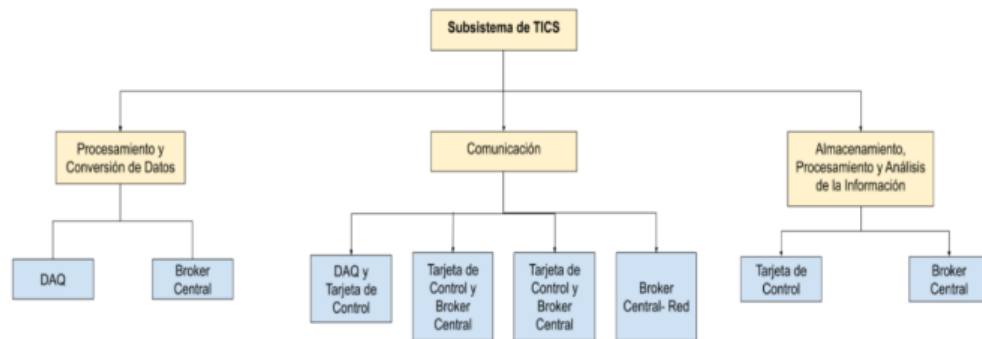 Subsistema de TICS
Procesamiento y
Conversión de Datos
Comunicación
Almacenamiento,
Procesamiento y Análisis
de la Información
DAQ
Broker
Central
DAQ y
Tarjeta de
Control
Tarjeta de
Control y
Broker
Central
Tarjeta de
Control y
Broker
Central
Broker
Central- Red
Tarjeta de
Control
Broker
Central